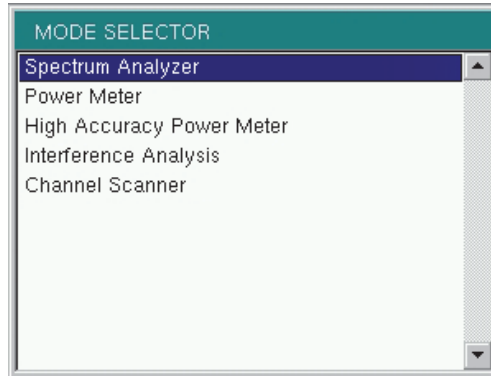 MODE SELECTOR
Spectrum Analyzer
Power Meter
High Accuracy Power Meter
Interference Analysis
Channel Scanner